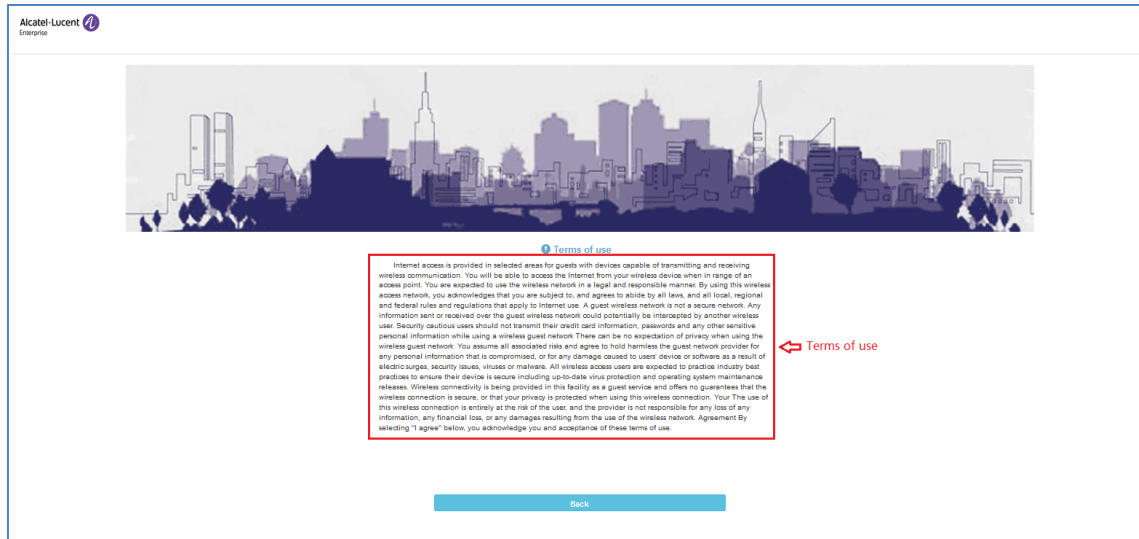 Alcatel·Lucent
Enterprise
Terms of use
Internet access is provided in selected areas for guests with devices capable of transmitting and receiving
wireless communication. You will be able to access the Internet from your wireless device when in range of an
access point. You are expected to use the wireless network in a legal and responsible manner. By using this wireless
access network, you acknowledges that you are subject to, and agrees to abide by all laws, and all local, regional
and federal rules and regulations that apply to Internet use. A guest wireless network is not a secure network. Any
information sent or received over the guest wireless network could potentially be intercepted by another wireless
user. Security cautious users should not transmit their credit card information, passwords and any other sensitive
personal information while using a wireless guest network There can be no expectation of privacy when using the
wireless guest network. You assume all associated risks and agree to hold harmless the guest network provider for
any personal information that is compromised, or for any damage caused to users' device or software as a result of
electric surges, security issues, viruses or malware. All wireless access users are expected to practice industry best
practices to ensure their device is secure including up-to-date virus protection and operating system maintenance
releases. Wireless connectivity is being provided in this facility as a guest service and offers no guarantees that the
wireless connection is secure, or that your privacy is protected when using this wireless connection. Your The use of
this wireless connection is entirely at the risk of the user, and the provider is not responsible for any loss of any
information, any financial loss, or any damages resulting from the use of the wireless network. Agreement By
selecting "I agree" below, you acknowledge you and acceptance of these terms of use.
Terms of use
Back